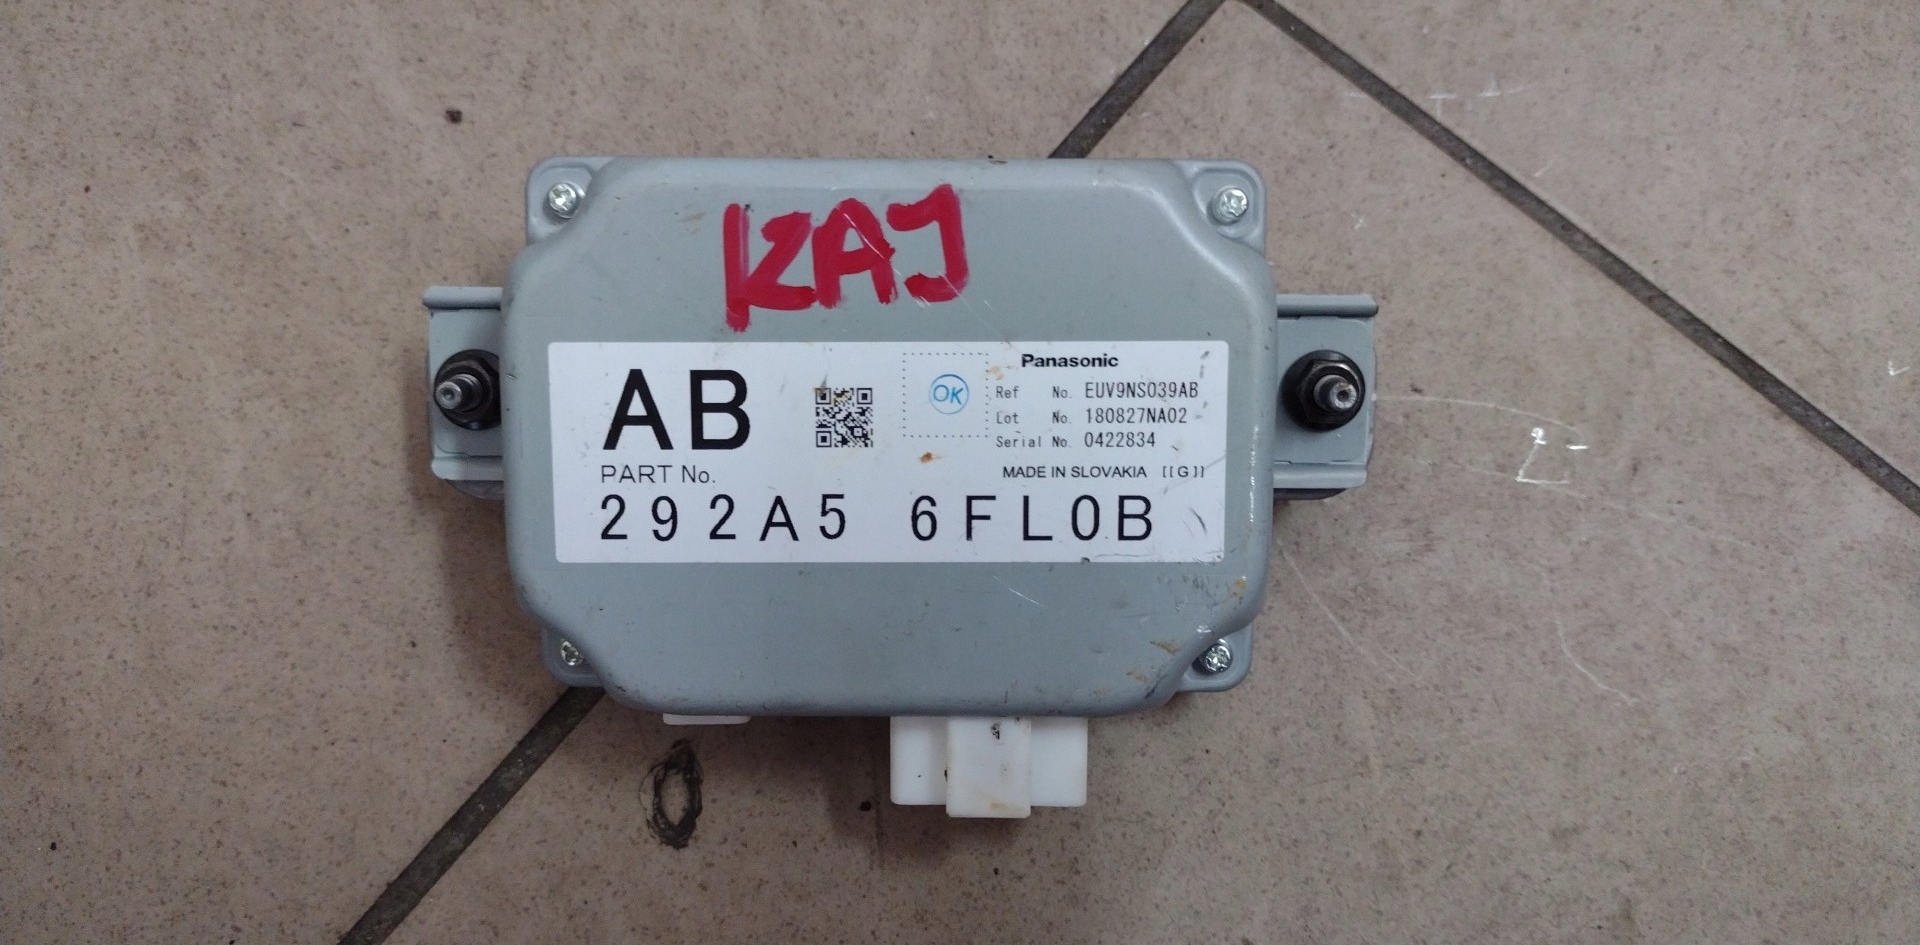 KAJ
AB
OK
Panasonic
Ref No. EUV9NS039AB
Lot No. 180827NA02
Serial No. 0422834
MADE IN SLOVAKIA [[G]]
PART No.
292A5 6FL0B